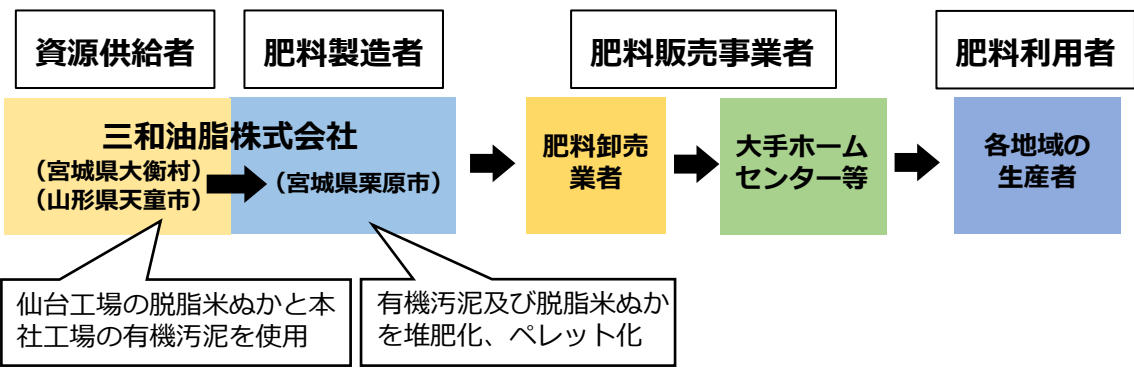 資源供給者
肥料製造者
肥料販売事業者
肥料利用者
三和油脂株式会社
（宮城県大衡村）
（山形県天童市）
（宮城県栗原市）
肥料卸売
業者
大手ホーム
センター等
各地域の
生産者
仙台工場の脱脂米ぬかと本
社工場の有機汚泥を使用
有機汚泥及び脱脂米ぬか
を堆肥化、ペレット化